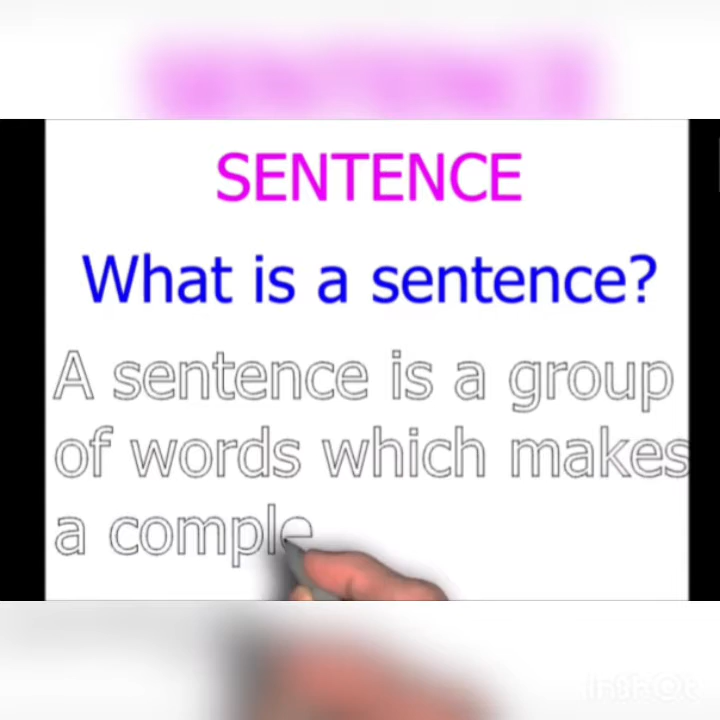 SENTENCE
What is a sentence?
A sentence is a group
of words which makes
a comple